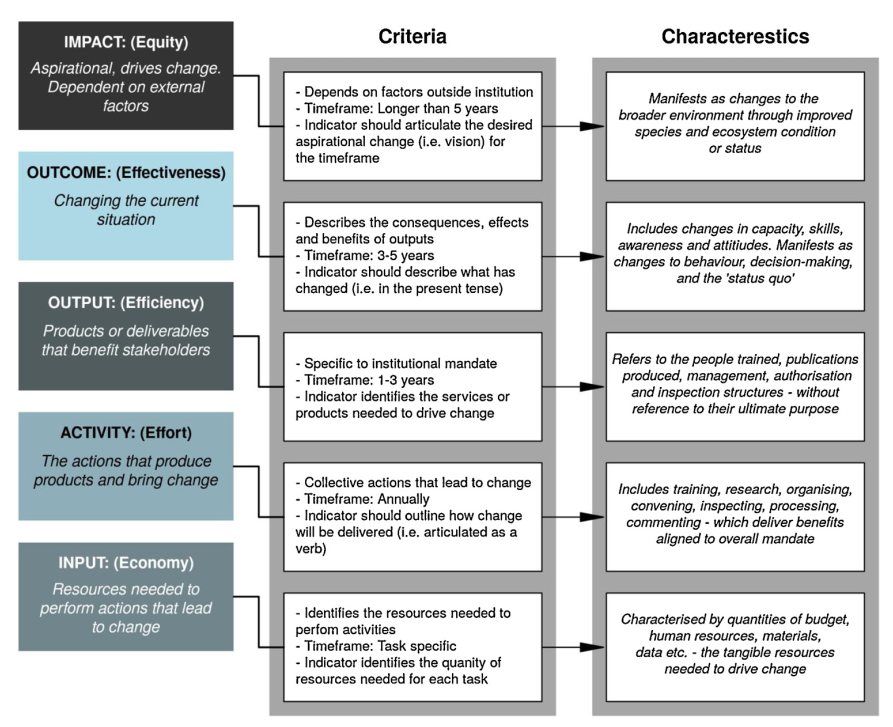 Criteria
Characterestics
IMPACT: (Equity)
Aspirational, drives change.
Dependent on external
factors
- Depends on factors outside institution
- Timeframe: Longer than 5 years
- Indicator should articulate the desired
aspirational change (i.e. vision) for
the timeframe
Manifests as changes to the
broader environment through improved
species and ecosystem condition
or status
OUTCOME: (Effectiveness)
Changing the current
situation
- Describes the consequences, effects
and benefits of outputs
- Timeframe: 3-5 years
- Indicator should describe what has
changed (i.e. in the present tense)
Includes changes in capacity, skills,
awareness and attitiudes. Manifests as
changes to behaviour, decision-making,
and the 'status quo'
OUTPUT: (Efficiency)
Products or deliverables
that benefit stakeholders
- Specific to institutional mandate
- Timeframe: 1-3 years
- Indicator identifies the services or
products needed to drive change
Refers to the people trained, publications
produced, management, authorisation
and inspection structures - without
reference to their ultimate purpose
ACTIVITY: (Effort)
The actions that produce
products and bring change
- Collective actions that lead to change
- Timeframe: Annually
- Indicator should outline how change
will be delivered (i.e. articulated as a
verb)
Includes training, research, organising,
convening, inspecting, processing,
commenting - which deliver benefits
aligned to overall mandate
INPUT: (Economy)
Resources needed to
perform actions that lead
to change
- Identifies the resources needed to
perfom activities
- Timeframe: Task specific
- Indicator identifies the quanity of
resources needed for each task
Characterised by quantities of budget,
human resources, materials,
data etc. - the tangible resources
needed to drive change